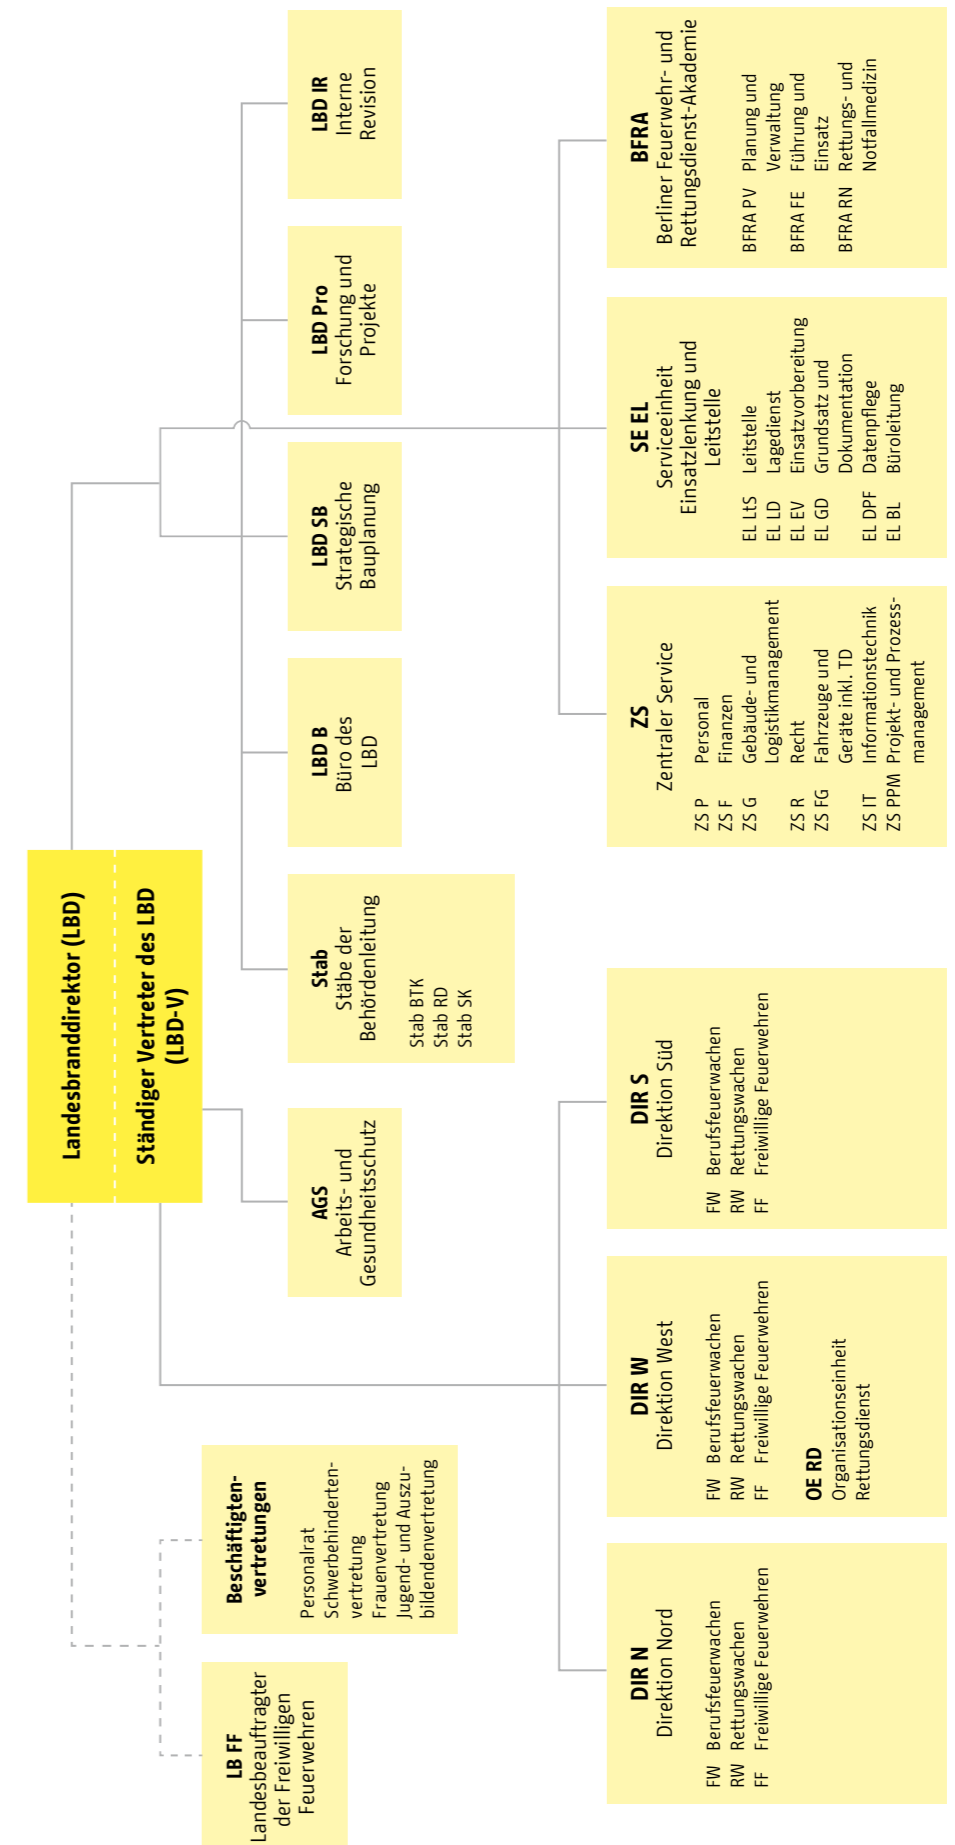 Landesbranddirektor (LBD)
Ständiger Vertreter des LBD
(LBD-V)
LB FF
Landesbeauftragter
der Freiwilligen
Feuerwehren
Beschäftigten-
vertretungen
Personalrat
Schwerbehinderten-
vertretung
Frauenvertretung
Jugend- und Auszu-
bildendenvertretung
AGS
Arbeits- und
Gesundheitsschutz
Stab
Stäbe der
Behördenleitung
Stab BTK
Stab RD
Stab SK
LBD B
Büro des
LBD
LBD SB
Strategische
Bauplanung
LBD Pro
Forschung und
Projekte
LBD IR
Interne
Revision
DIR N
Direktion Nord
FW Berufsfeuerwachen
RW Rettungswachen
FF Freiwillige Feuerwehren
DIR W
Direktion West
FW Berufsfeuerwachen
RW Rettungswachen
FF Freiwillige Feuerwehren
OE RD
Organisationseinheit
Rettungsdienst
DIR S
Direktion Süd
FW Berufsfeuerwachen
RW Rettungswachen
FF Freiwillige Feuerwehren
ZS
Zentraler Service
ZS P Personal
ZS F Finanzen
ZS G Gebäude- und
Logistikmanagement
ZS R Recht
ZS FG Fahrzeuge und
Geräte inkl. TD
ZS IT Informationstechnik
ZS PPM Projekt- und Prozess-
management
SE EL
Serviceeinheit
Einsatzlenkung und
Leitstelle
EL LtS Leitstelle
EL LD Lagedienst
EL EV Einsatzvorbereitung
EL GD Grundsatz und
Dokumentation
EL DPF Datenpflege
EL BL Büroleitung
BFRA
Berliner Feuerwehr- und
Rettungsdienst-Akademie
BFRA PV Planung und
Verwaltung
BFRA FE Führung und
Einsatz
BFRA RN Rettungs- und
Notfallmedizin